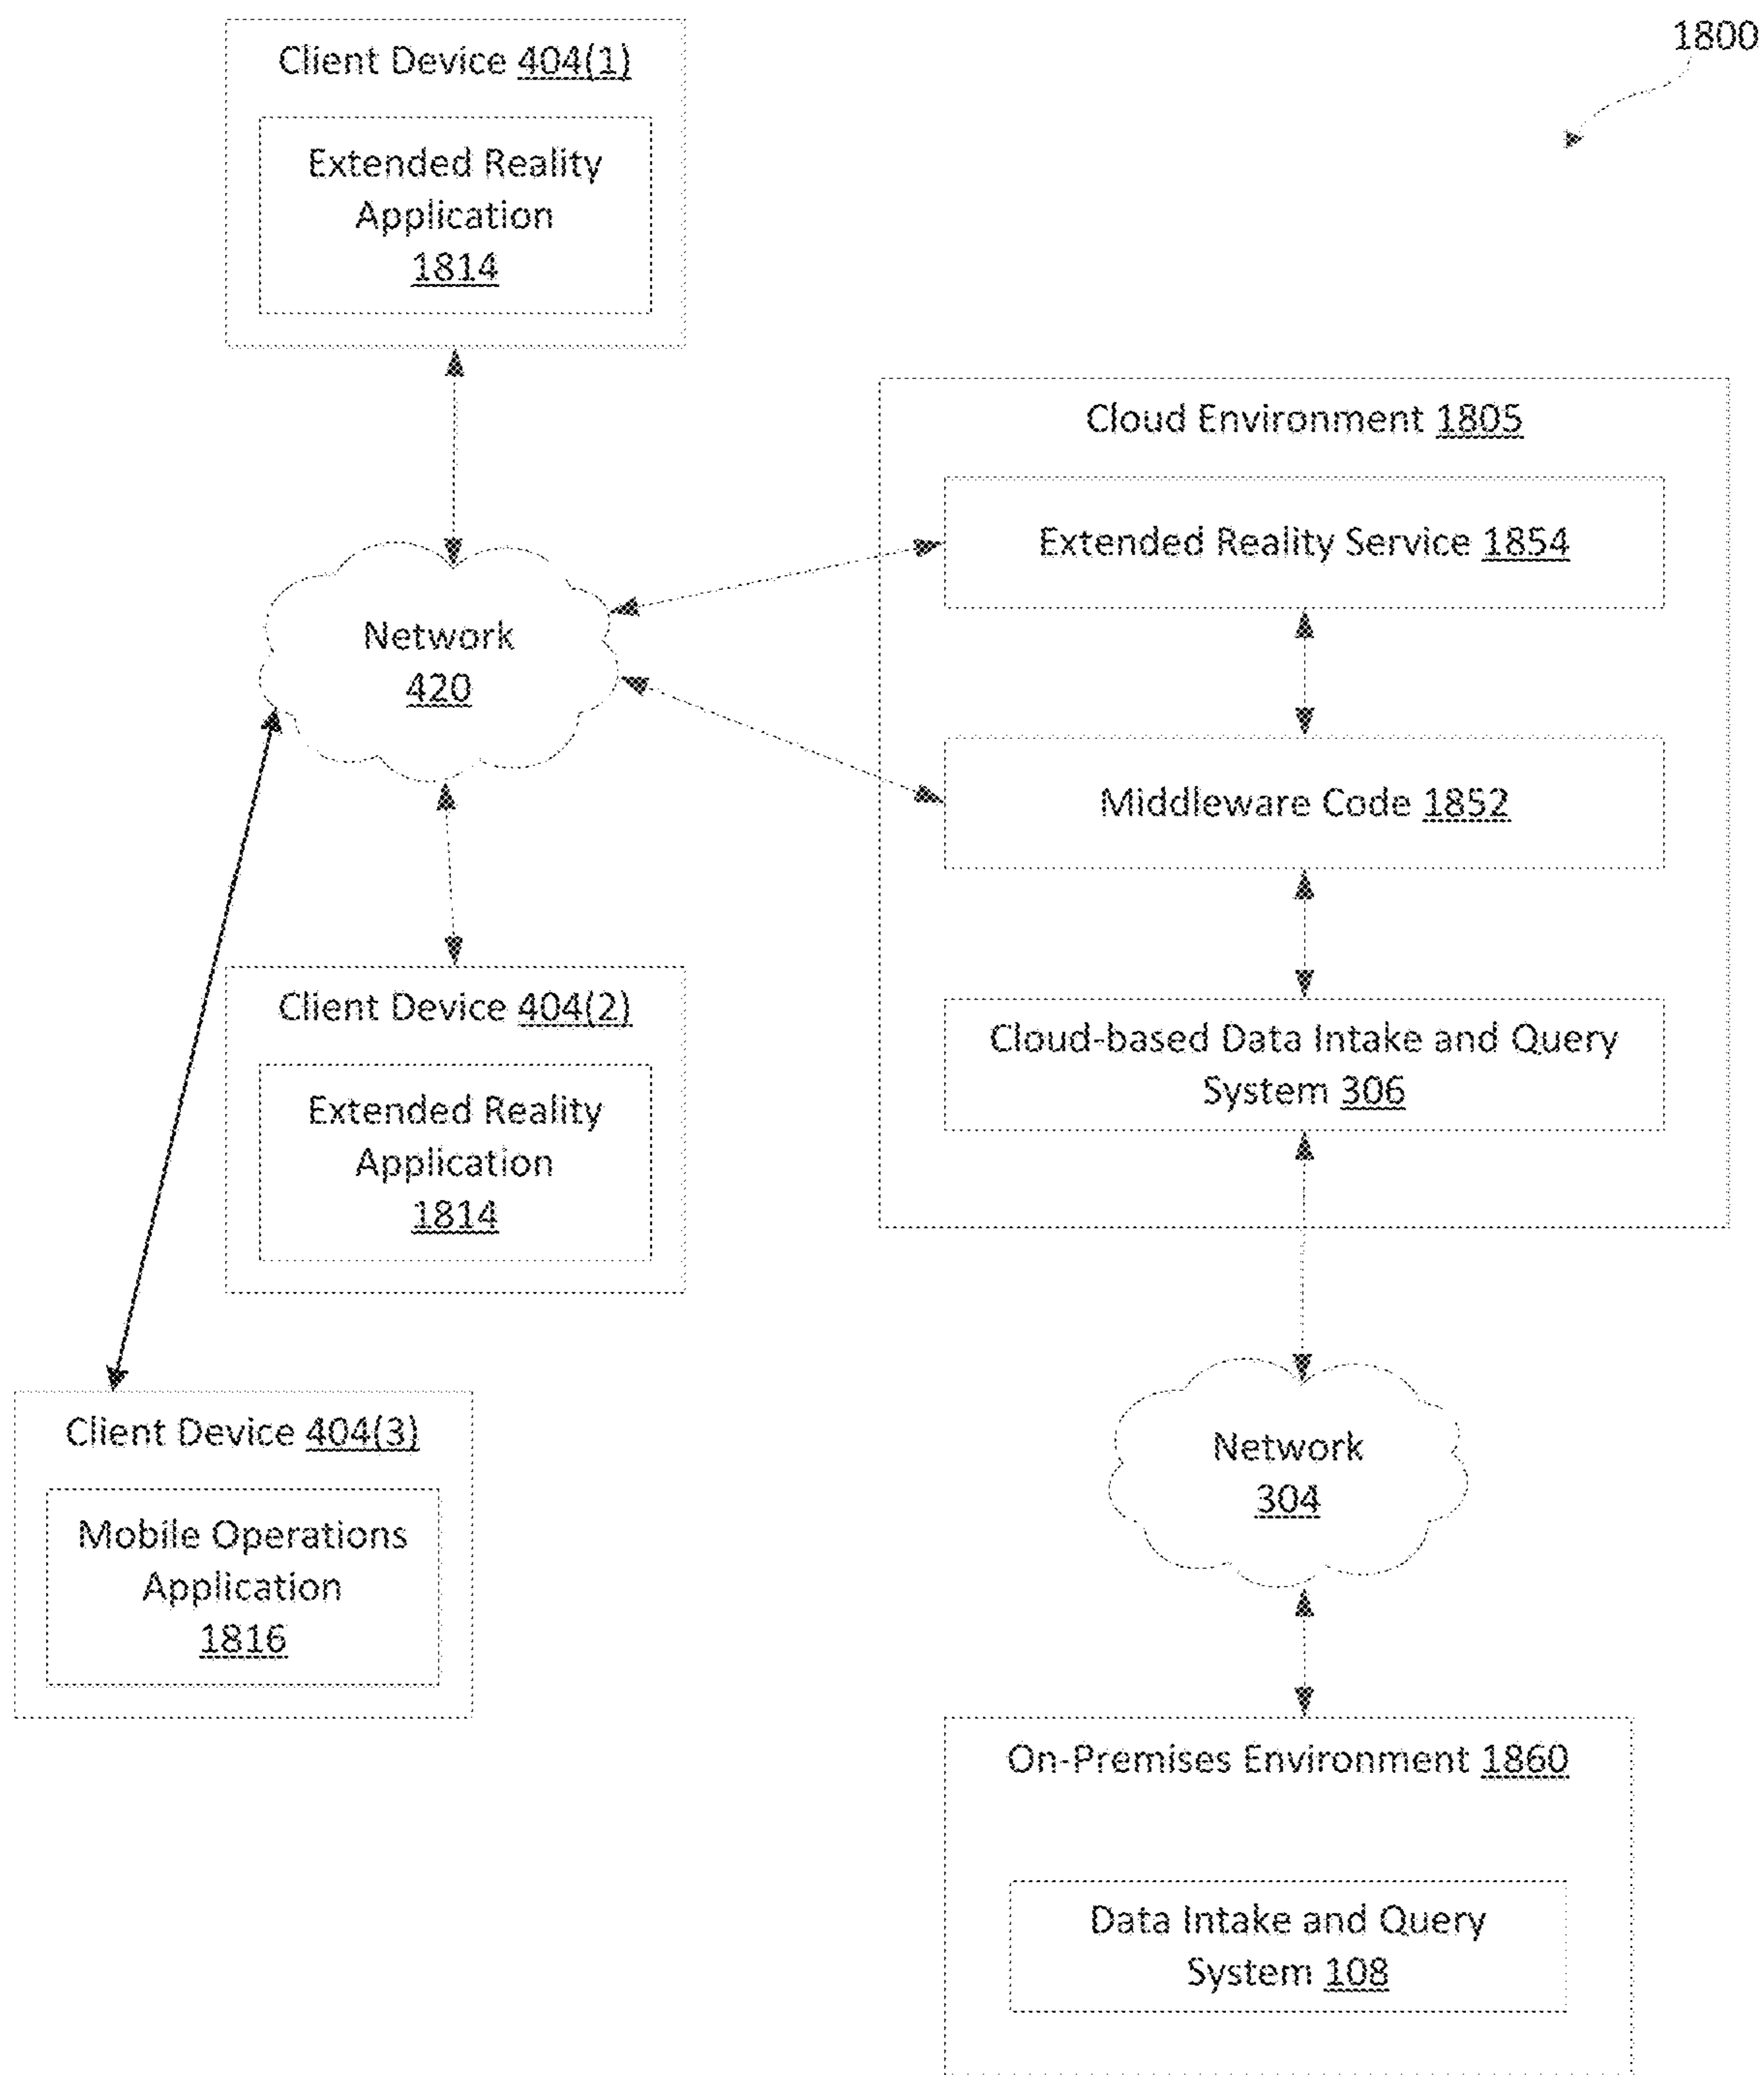 1800
Client Device 404(1)
Extended Reality
Application
1814
Cloud Environment 1805
Extended Reality Service 1854
Network
420
Middleware Code 1852
Client Device 404(2)
Cloud-based Data Intake and Query
System 306
Extended Reality
Application
1814
Client Device 404(3)
Network
304
Mobile Operations
Application
1816
On-Premises Environment 1860
Data Intake and Query
System 108